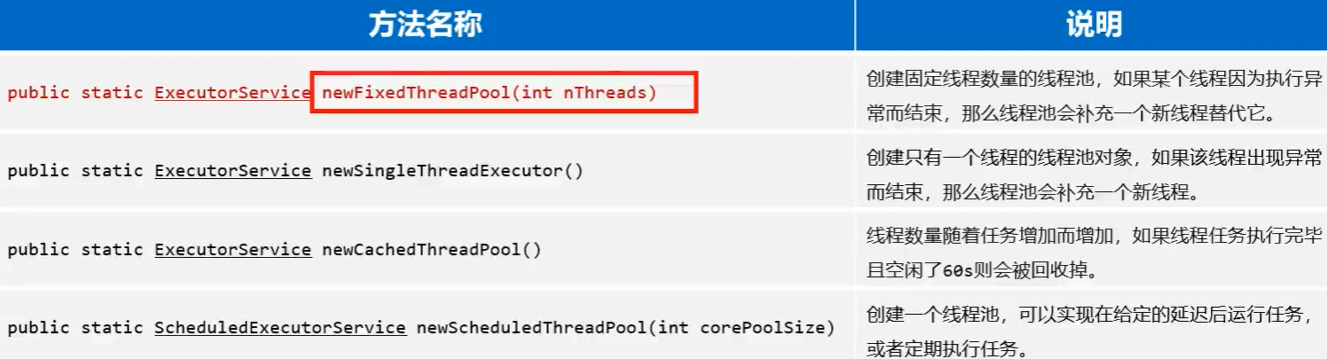 方法名称
说明
public static ExecutorService newFixedThreadPool(int nThreads)
创建固定线程数量的线程池，如果某个线程因为执行异
常而结束，那么线程池会补充一个新线程替代它。
public static ExecutorService newSingleThreadExecutor()
创建只有一个线程的线程池对象，如果该线程出现异常
而结束，那么线程池会补充一个新线程。
public static ExecutorService newCachedThreadPool()
线程数量随着任务增加而增加，如果线程任务执行完毕
且空闲了60s则会被回收掉。
public static ScheduledExecutorService newScheduledThreadPool(int corePoolSize)
创建一个线程池，可以实现在给定的延迟后运行任务，
或者定期执行任务。